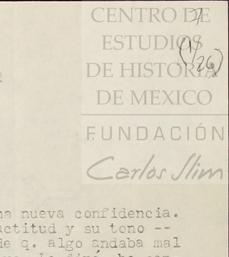 CENTRO DE
ESTUDIOS
DE HISTORIA
DE MEXICO
FUNDACIÓN
Carlos Slim
na nueva confidencia.
actitud y su tono --
de q. algo andaba mal